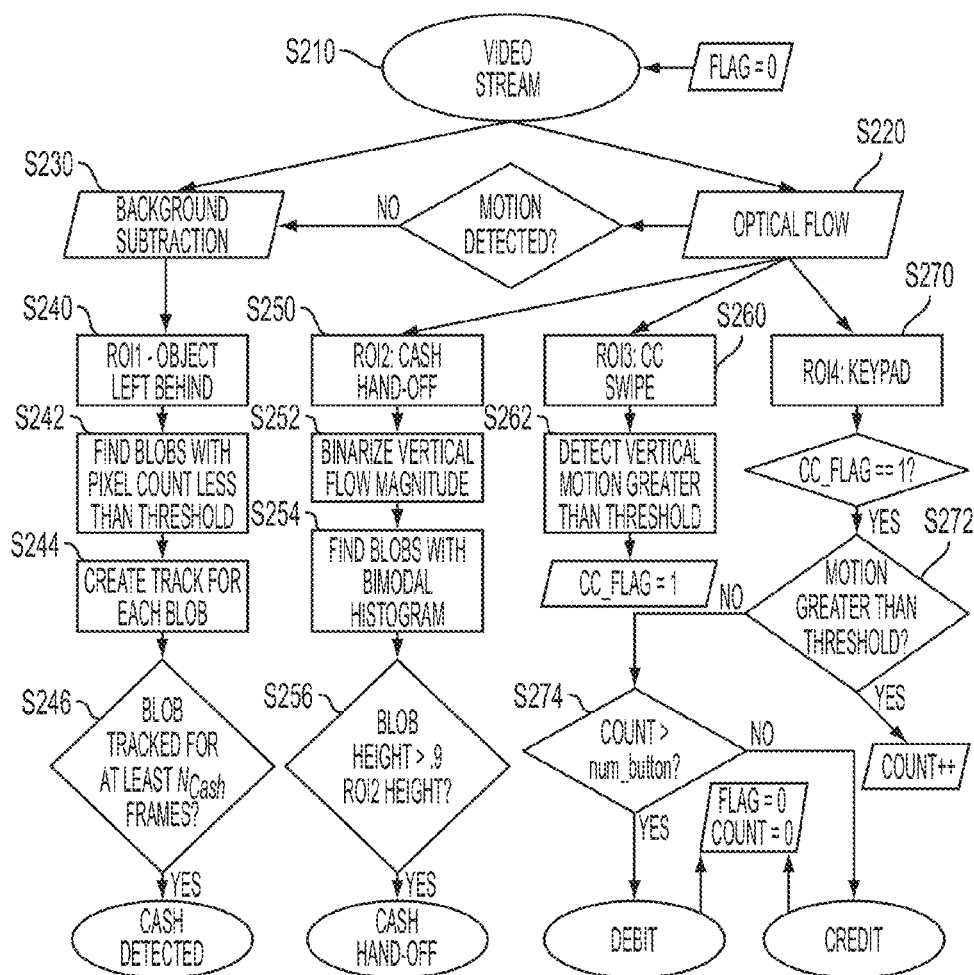 S210
VIDEO
STREAM
FLAG = 0
S230
BACKGROUND
SUBTRACTION
NO
MOTION
DETECTED?
S220
OPTICAL FLOW
S240
ROI1 - OBJECT
LEFT BEHIND
S250
ROI2: CASH
HAND-OFF
S260
ROI3: CC
SWIPE
S270
ROI4: KEYPAD
S242
FIND BLOBS WITH
PIXEL COUNT LESS
THAN THRESHOLD
S252
BINARIZE VERTICAL
FLOW MAGNITUDE
S262
DETECT VERTICAL
MOTION GREATER
THAN THRESHOLD
CC_FLAG == 1?
YES
S244
CREATE TRACK FOR
EACH BLOB
S254
FIND BLOBS WITH
BIMODAL
HISTOGRAM
CC_FLAG = 1
S272
MOTION
GREATER THAN
THRESHOLD?
NO
YES
COUNT++
S246
BLOB
TRACKED FOR
AT LEAST NCash
FRAMES?
YES
S256
BLOB
HEIGHT > .9
ROI2 HEIGHT?
YES
S274
COUNT >
num_button?
NO
YES
FLAG = 0
COUNT = 0
CASH
DETECTED
CASH
HAND-OFF
DEBIT
CREDIT